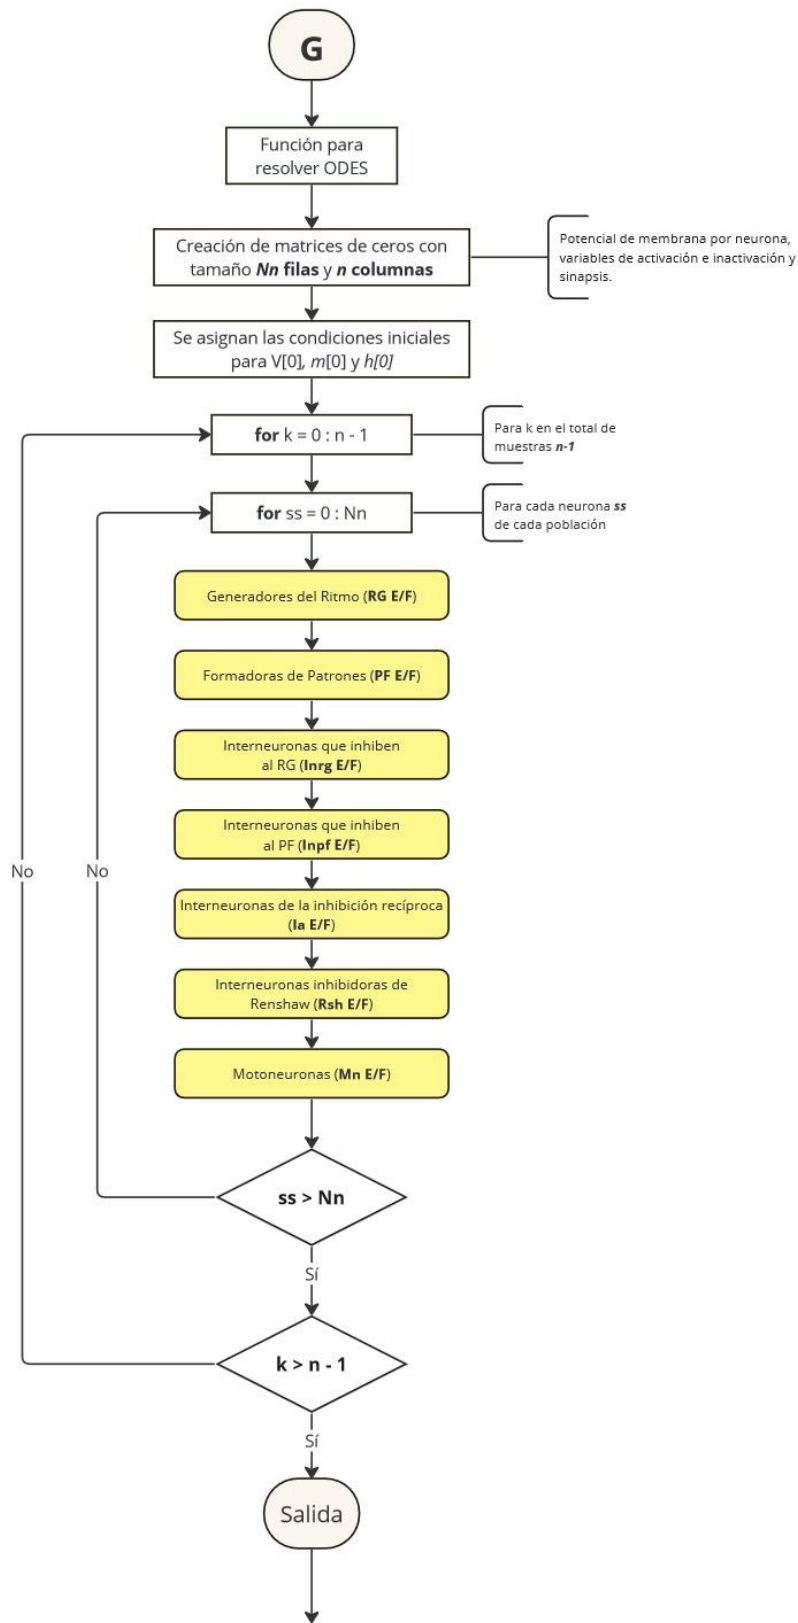 G
Función para
resolver ODES
Creación de matrices de ceros con
tamaño Nn filas y n columnas
Potencial de membrana por neurona,
variables de activación e inactivación y
sinapsis.
Se asignan las condiciones iniciales
para V[0], m[0] y h[0]
for k = 0 : n - 1
Para k en el total de
muestras n-1
for ss = 0 : Nn
Para cada neurona ss
de cada población
Generadores del Ritmo (RG E/F)
Formadoras de Patrones (PF E/F)
Interneuronas que inhiben
al RG (Inrg E/F)
Interneuronas que inhiben
al PF (Inpf E/F)
No
No
Interneuronas de la inhibición recíproca
(Ia E/F)
Interneuronas inhibidoras de
Renshaw (Rsh E/F)
Motoneuronas (Mn E/F)
ss > Nn
Sí
k > n - 1
Sí
Salida